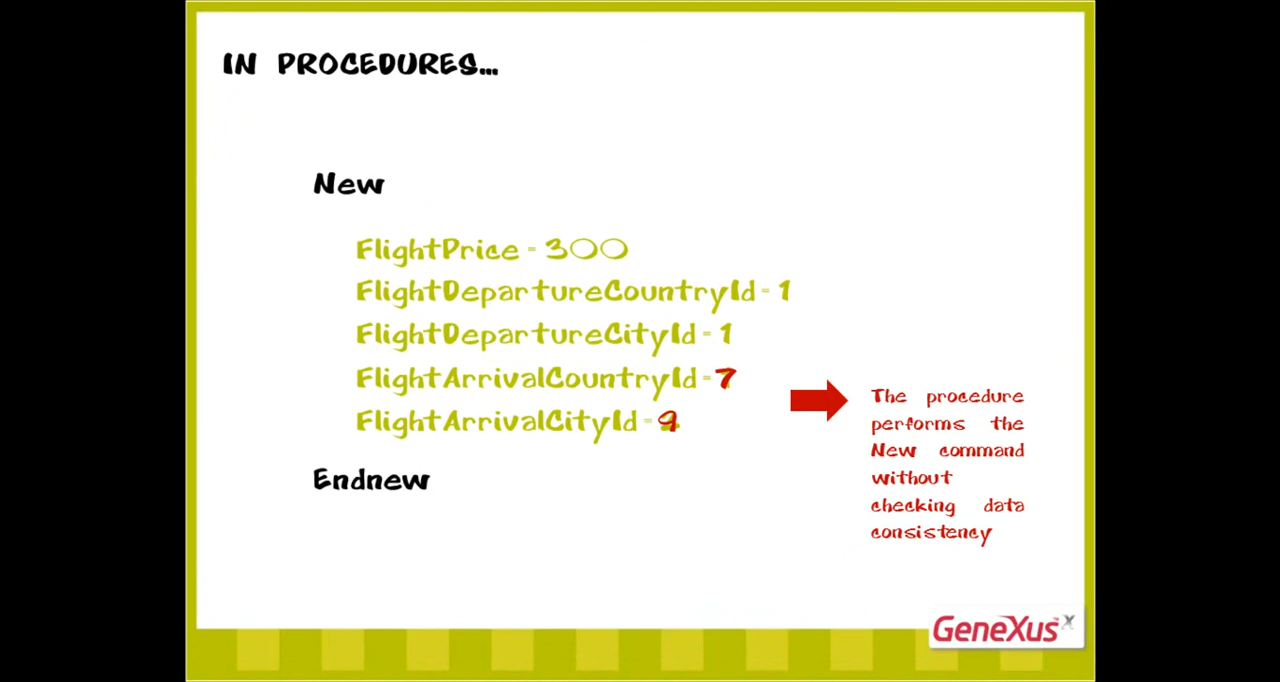 IN PROCEDURES...
New
FlightPrice = 300
FlightDepartureCountryId = 1
FlightDepartureCityId = 1
FlightArrivalCountryId = 7
FlightArrivalCityId = 9
The procedure
performs the
New command
without
checking data
consistency
Endnew
GeneXus X